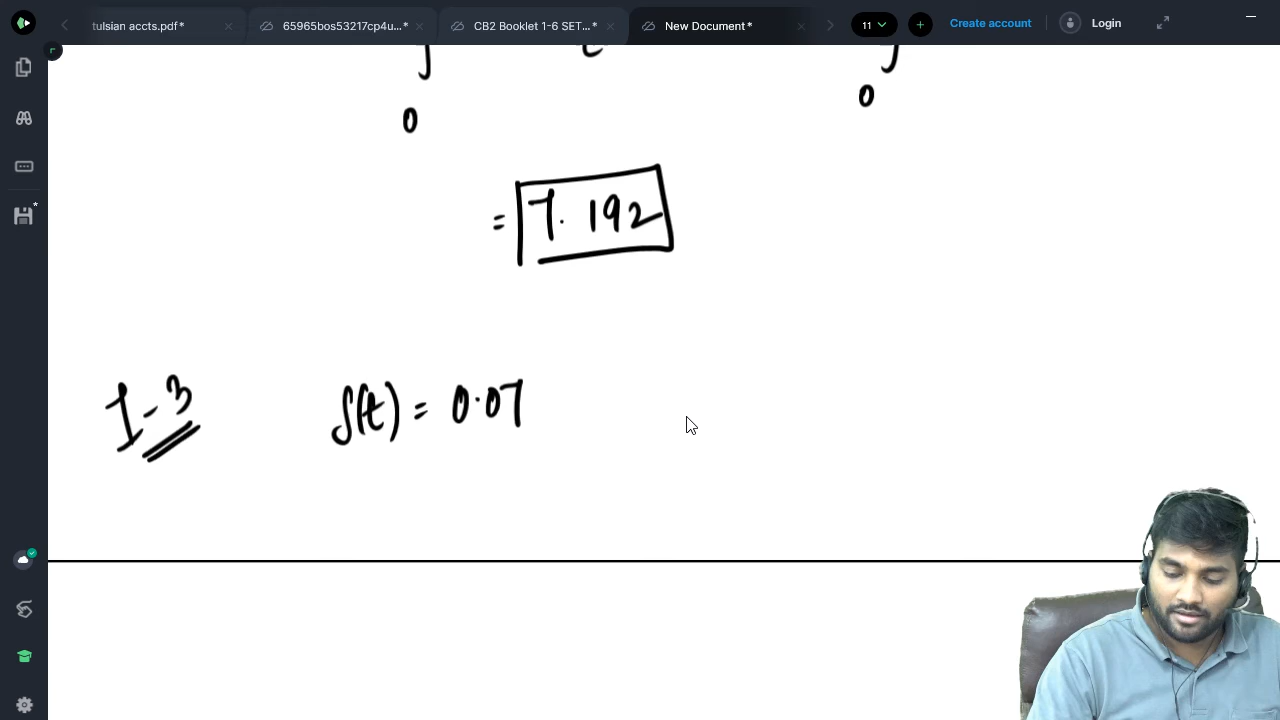 tulsian accts.pdf*
65965bos53217cp4u...*
CB2 Booklet 1-6 SET...*
New Document*
11
Create account
Login
0
0
= 7.192
I-3
δ(t) = 0.07